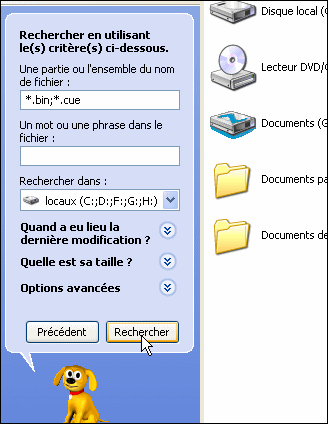 Rechercher en utilisant
le(s) critère(s) ci-dessous.
Une partie ou l'ensemble du nom
de fichier :
*.bin;*.cue
Un mot ou une phrase dans le
fichier :
Rechercher dans :
locaux (C:;D:;F:;G:;H:)
Quand a eu lieu la
dernière modification ?
Quelle est sa taille ?
Options avancées
Précédent
Rechercher
Disque local (
Lecteur DVD/C
Documents (G
Documents pa
Documents de